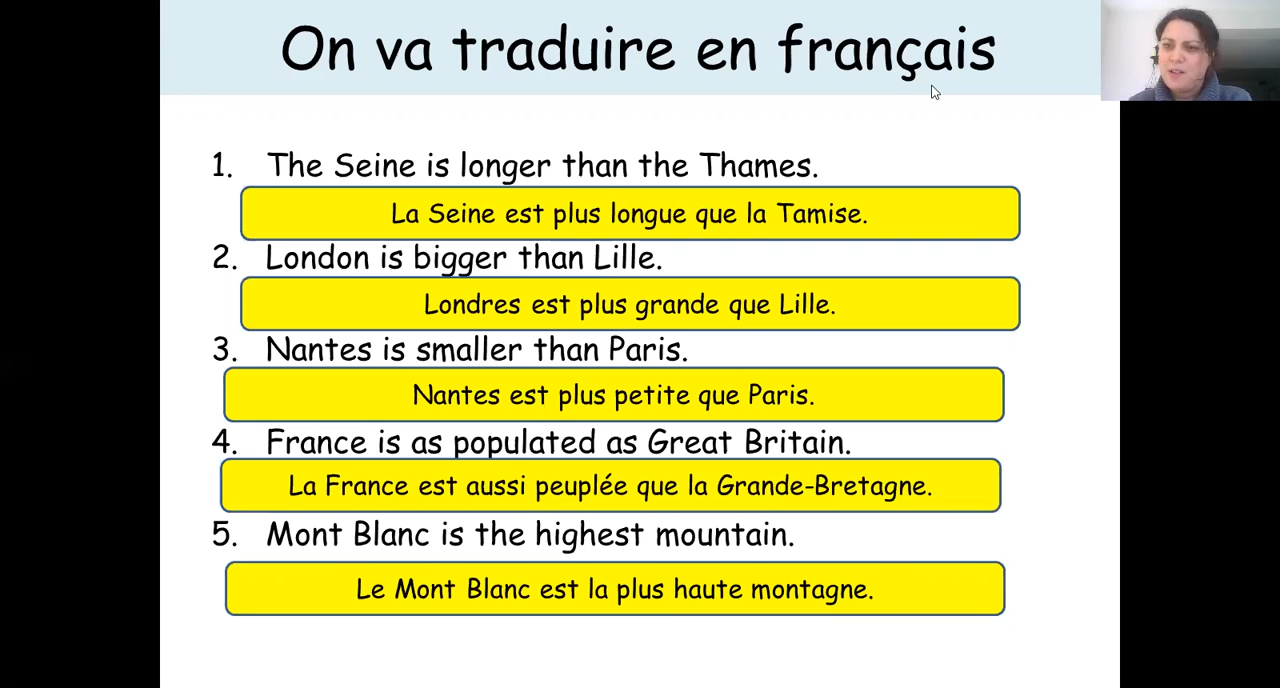 On va traduire en français
1. The Seine is longer than the Thames.
La Seine est plus longue que la Tamise.
2. London is bigger than Lille.
Londres est plus grande que Lille.
3. Nantes is smaller than Paris.
Nantes est plus petite que Paris.
4. France is as populated as Great Britain.
La France est aussi peuplée que la Grande-Bretagne.
5. Mont Blanc is the highest mountain.
Le Mont Blanc est la plus haute montagne.